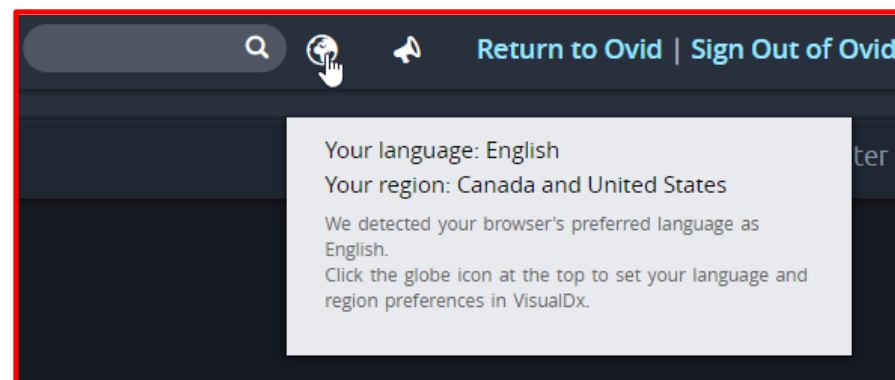 Return to Ovid | Sign Out of Ovid
ter
Your language: English
Your region: Canada and United States
We detected your browser's preferred language as
English.
Click the globe icon at the top to set your language and
region preferences in VisualDx.